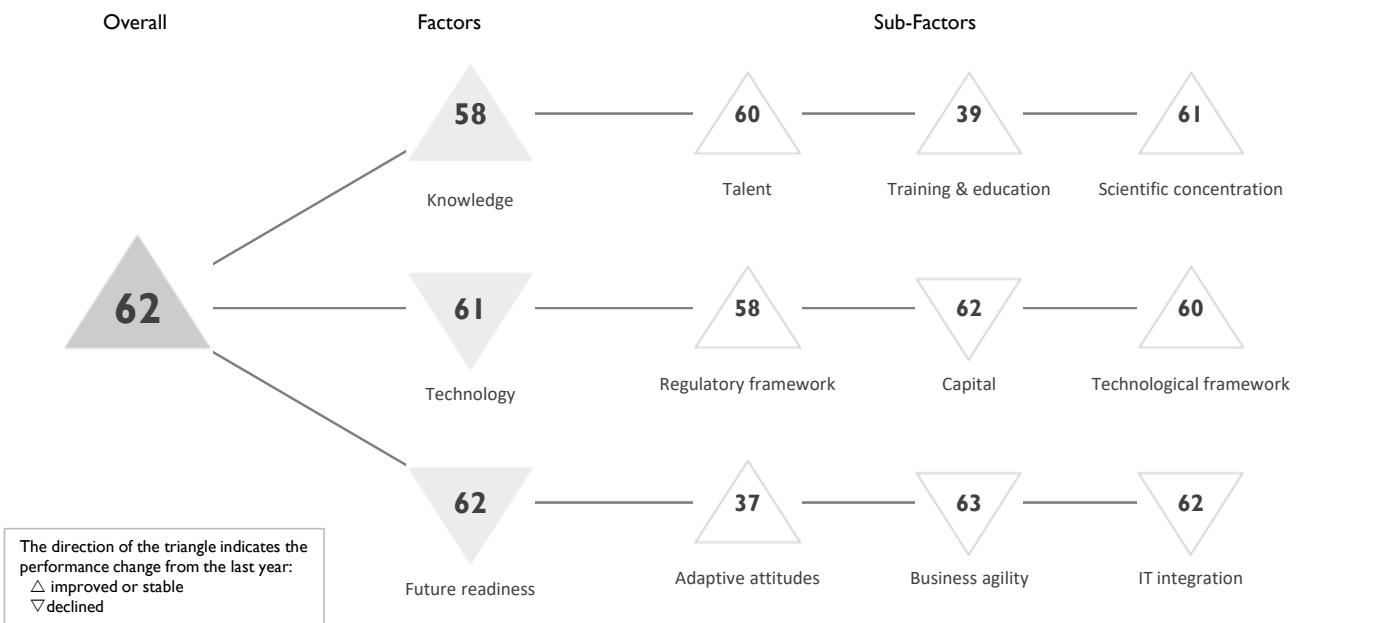 Overall Factors Sub-Factors
58 60 39 61
Knowledge Talent Training & education Scientific concentration
62 61 58 62 60
Technology Regulatory framework Capital Technological framework
62 37 63 62
Future readiness Adaptive attitudes Business agility IT integration
The direction of the triangle indicates the
performance change from the last year:
△ improved or stable
▽ declined